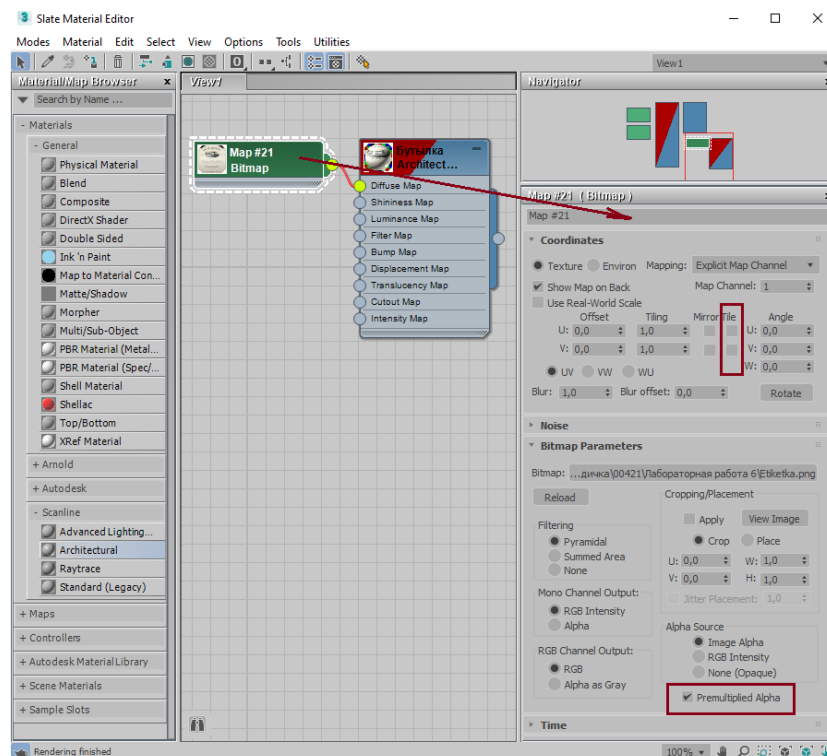 Slate Material Editor
Modes Material Edit Select View Options Tools Utilities
View1
Material/Map Browser x
Search by Name ...
- Materials
- General
Physical Material
Blend
Composite
DirectX Shader
Double Sided
Ink 'n Paint
Map to Material Con...
Matte/Shadow
Morpher
Multi/Sub-Object
PBR Material (Metal...
PBR Material (Spec/...
Shell Material
Shellac
Top/Bottom
XRef Material
+ Arnold
+ Autodesk
- Scanline
Advanced Lighting...
Architectural
Raytrace
Standard (Legacy)
+ Maps
+ Controllers
+ Autodesk Material Library
+ Scene Materials
+ Sample Slots
View1
Map #21
Bitmap
Бутылка
Architect...
Diffuse Map
Shininess Map
Luminance Map
Filter Map
Bump Map
Displacement Map
Translucency Map
Cutout Map
Intensity Map
Navigator
Map #21 ( Bitmap )
Map #21
Coordinates
Texture Environ Mapping: Explicit Map Channel
Show Map on Back Map Channel: 1
Use Real-World Scale
Offset Tiling Mirror Tile Angle
U: 0,0 1,0 U: 0,0
V: 0,0 1,0 V: 0,0
UV VW WU W: 0,0
Blur: 1,0 Blur offset: 0,0 Rotate
Noise
Bitmap Parameters
Bitmap: ...дичка\00421\Лабораторная работа 6\Etiketka.png
Reload
Cropping/Placement
Apply View Image
Crop Place
U: 0,0 W: 1,0
V: 0,0 H: 1,0
Jitter Placement: 1,0
Filtering
Pyramidal
Summed Area
None
Mono Channel Output:
RGB Intensity
Alpha
RGB Channel Output:
RGB
Alpha as Gray
Alpha Source
Image Alpha
RGB Intensity
None (Opaque)
Premultiplied Alpha
Time
Rendering finished
100%